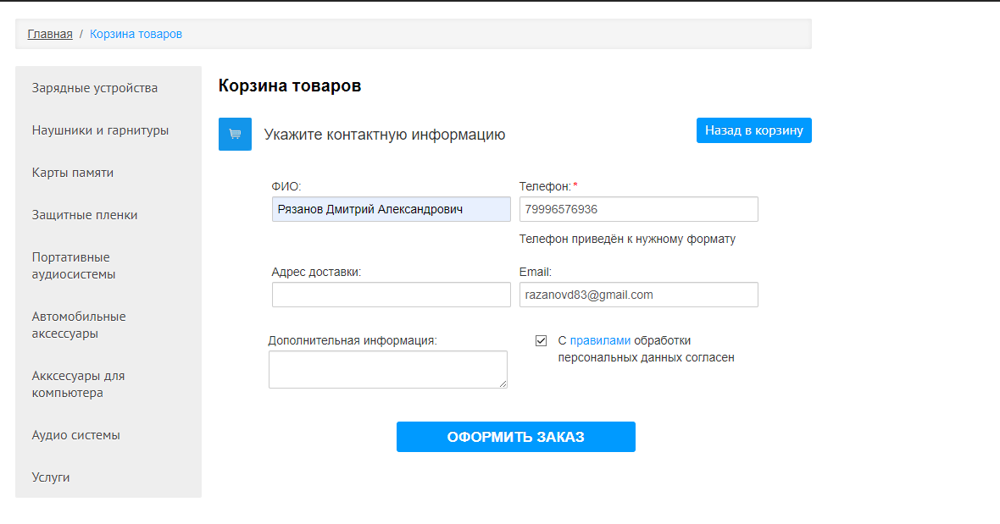 Главная / Корзина товаров
Зарядные устройства
Наушники и гарнитуры
Карты памяти
Защитные пленки
Портативные
аудиосистемы
Автомобильные
аксессуары
Акксесуары для
компьютера
Аудио системы
Услуги
Корзина товаров
Укажите контактную информацию
Назад в корзину
ФИО:
Рязанов Дмитрий Александрович
Телефон: *
79996576936
Телефон приведён к нужному формату
Адрес доставки:
Email:
razanovd83@gmail.com
Дополнительная информация:
С правилами обработки
персональных данных согласен
ОФОРМИТЬ ЗАКАЗ